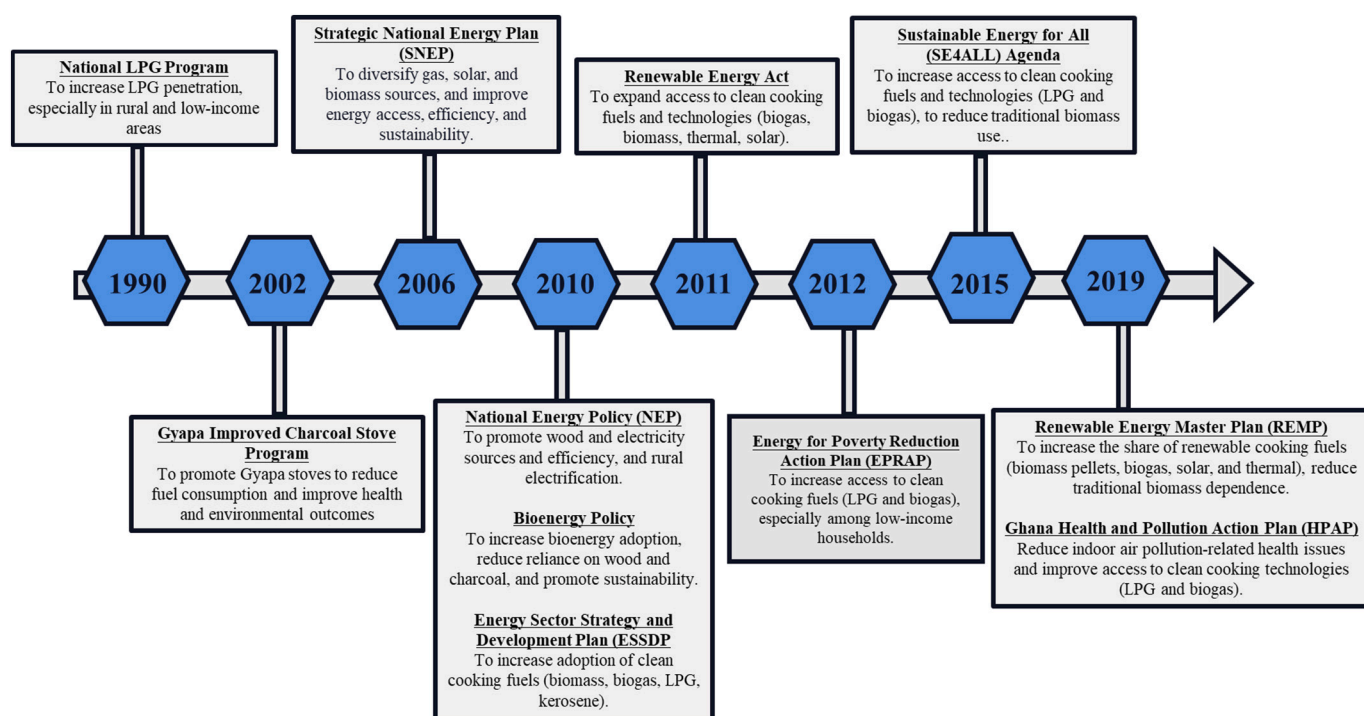 National LPG Program
To increase LPG penetration,
especially in rural and low-income
areas
Strategic National Energy Plan
(SNEP)
To diversify gas, solar, and
biomass sources, and improve
energy access, efficiency, and
sustainability.
Renewable Energy Act
To expand access to clean cooking
fuels and technologies (biogas,
biomass, thermal, solar).
Sustainable Energy for All
(SE4ALL) Agenda
To increase access to clean cooking
fuels and technologies (LPG and
biogas), to reduce traditional biomass
use..
1990
2002
2006
2010
2011
2012
2015
2019
Gyapa Improved Charcoal Stove
Program
To promote Gyapa stoves to reduce
fuel consumption and improve health
and environmental outcomes
National Energy Policy (NEP)
To promote wood and electricity
sources and efficiency, and rural
electrification.
Bioenergy Policy
To increase bioenergy adoption,
reduce reliance on wood and
charcoal, and promote sustainability.
Energy Sector Strategy and
Development Plan (ESSDP
To increase adoption of clean
cooking fuels (biomass, biogas, LPG,
kerosene).
Energy for Poverty Reduction
Action Plan (EPRAP)
To increase access to clean
cooking fuels (LPG and biogas),
especially among low-income
households.
Renewable Energy Master Plan (REMP)
To increase the share of renewable cooking fuels
(biomass pellets, biogas, solar, and thermal), reduce
traditional biomass dependence.
Ghana Health and Pollution Action Plan (HPAP)
Reduce indoor air pollution-related health issues
and improve access to clean cooking technologies
(LPG and biogas).